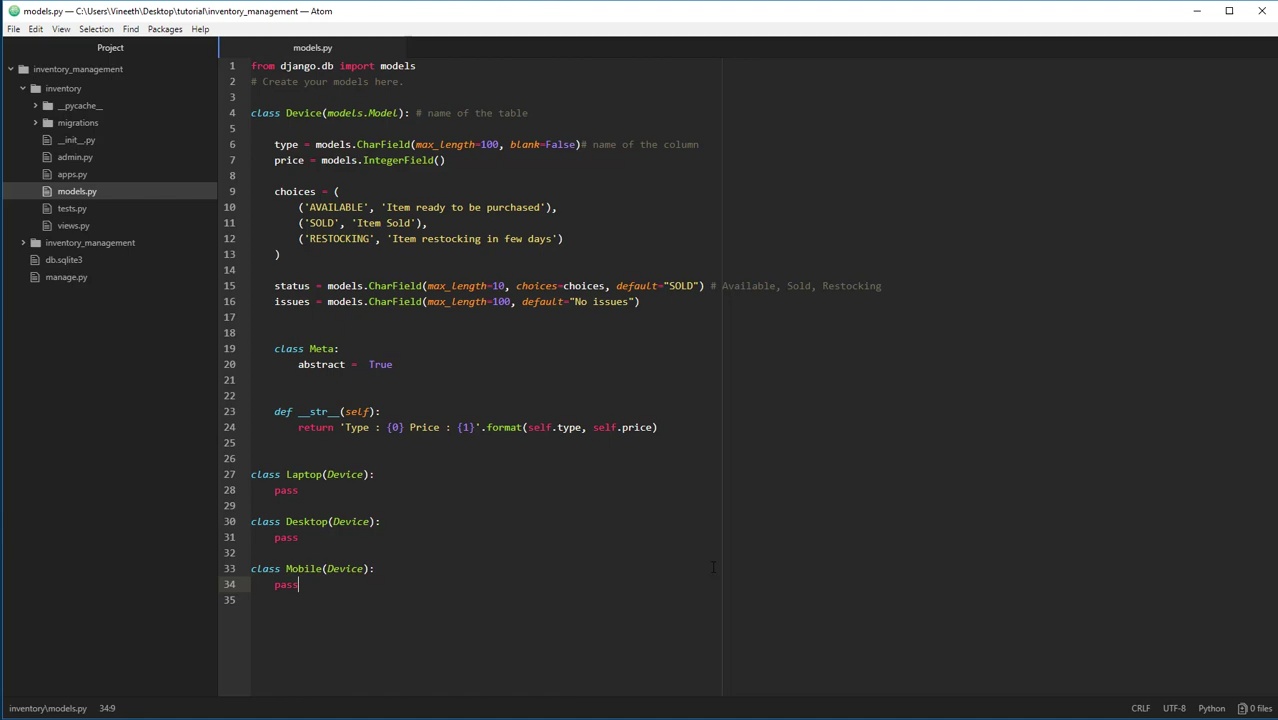 models.py — C:\Users\Vineeth\Desktop\tutorial\inventory_management — Atom
File Edit View Selection Find Packages Help
Project
inventory_management
inventory
__pycache__
migrations
__init__.py
admin.py
apps.py
models.py
tests.py
views.py
inventory_management
db.sqlite3
manage.py
models.py
1 from django.db import models
2 # Create your models here.
3
4 class Device(models.Model): # name of the table
5
6 type = models.CharField(max_length=100, blank=False)# name of the column
7 price = models.IntegerField()
8
9 choices = (
10 ('AVAILABLE', 'Item ready to be purchased'),
11 ('SOLD', 'Item Sold'),
12 ('RESTOCKING', 'Item restocking in few days')
13 )
14
15 status = models.CharField(max_length=10, choices=choices, default="SOLD") # Available, Sold, Restocking
16 issues = models.CharField(max_length=100, default="No issues")
17
18
19 class Meta:
20 abstract =  True
21
22
23 def __str__(self):
24 return 'Type : {0} Price : {1}'.format(self.type, self.price)
25
26
27 class Laptop(Device):
28 pass
29
30 class Desktop(Device):
31 pass
32
33 class Mobile(Device):
34 pass
35
inventory\models.py 34:9 CRLF UTF-8 Python 0 files